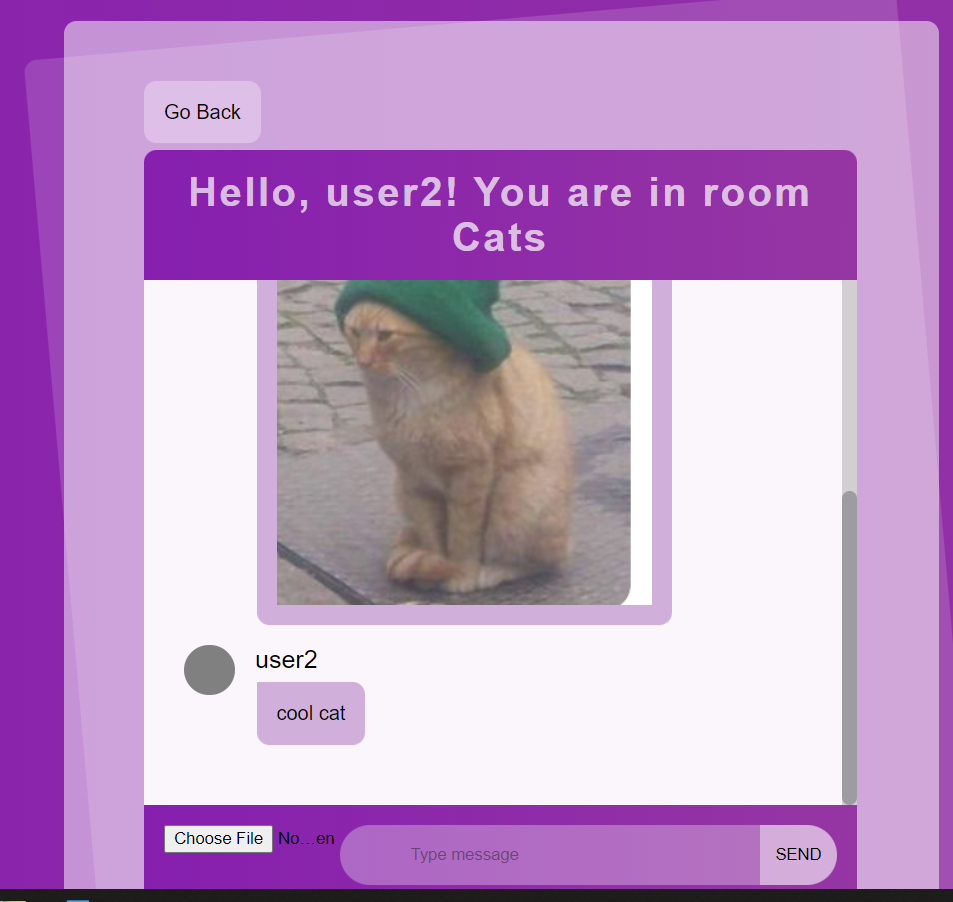 Go Back
Hello, user2! You are in room
Cats
user2
cool cat
Choose File No...en
Type message
SEND